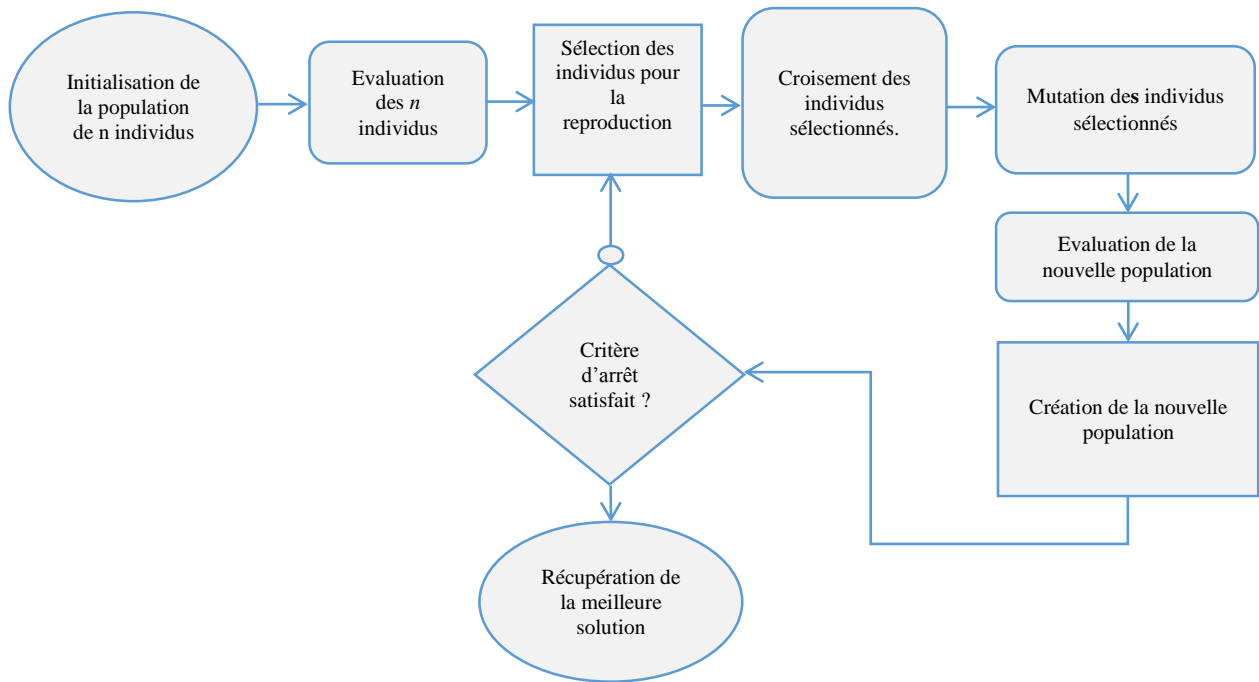 Initialisation de
la population
de n individus
Evaluation
des n
individus
Sélection des
individus pour
la
reproduction
Croisement des
individus
sélectionnés.
Mutation des individus
sélectionnés
Evaluation de la
nouvelle population
Création de la nouvelle
population
Critère
d’arrêt
satisfait ?
Récupération de
la meilleure
solution